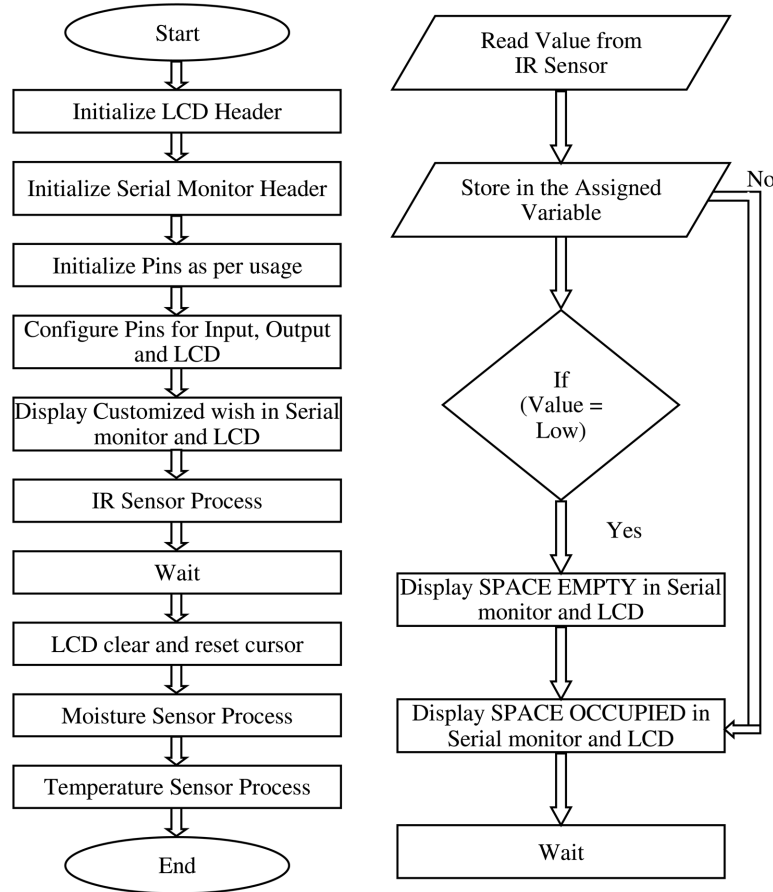 Start
Initialize LCD Header
Initialize Serial Monitor Header
Initialize Pins as per usage
Configure Pins for Input, Output
and LCD
Display Customized wish in Serial
monitor and LCD
IR Sensor Process
Wait
LCD clear and reset cursor
Moisture Sensor Process
Temperature Sensor Process
End
Read Value from
IR Sensor
Store in the Assigned
Variable
No
If
(Value =
Low)
Yes
Display SPACE EMPTY in Serial
monitor and LCD
Display SPACE OCCUPIED in
Serial monitor and LCD
Wait